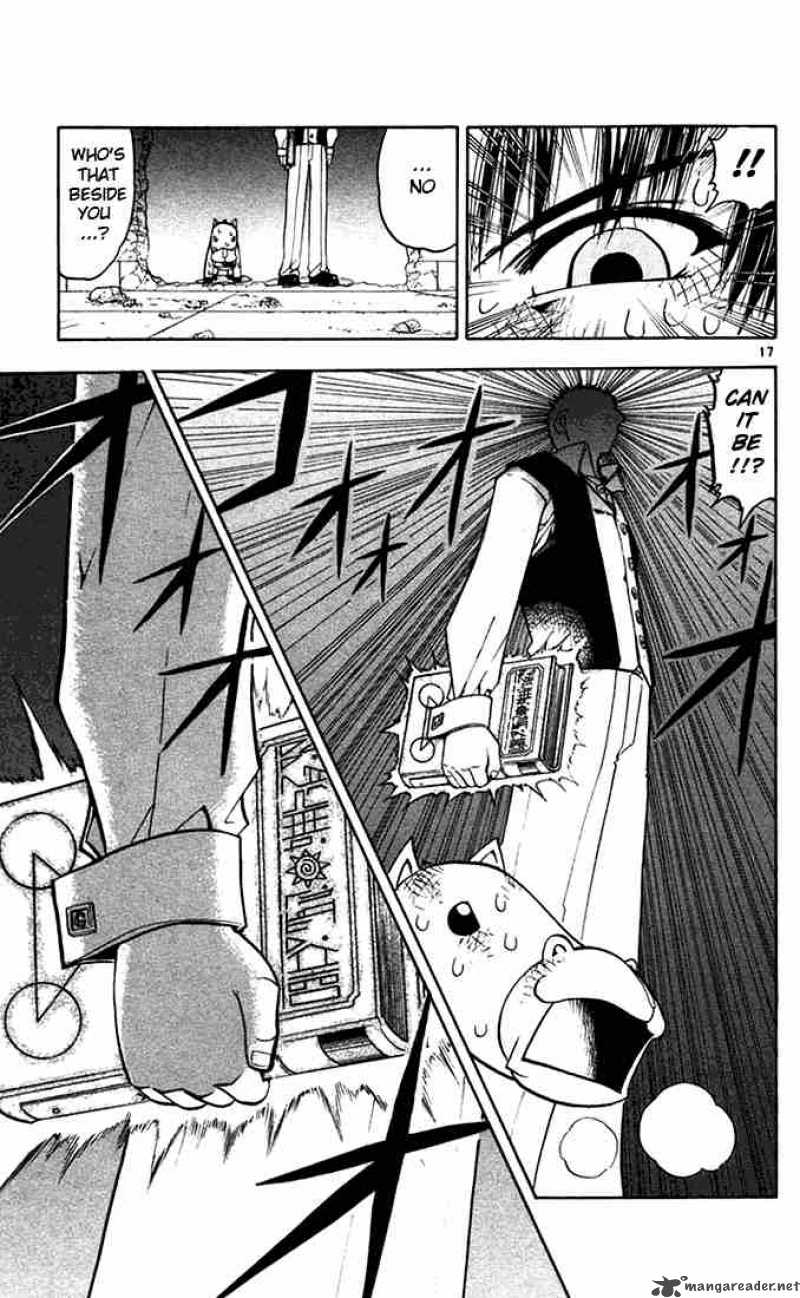 !!
...
NO
WHO'S
THAT
BESIDE
YOU
...?
17
CAN
IT
BE
!!?
mangareader.net